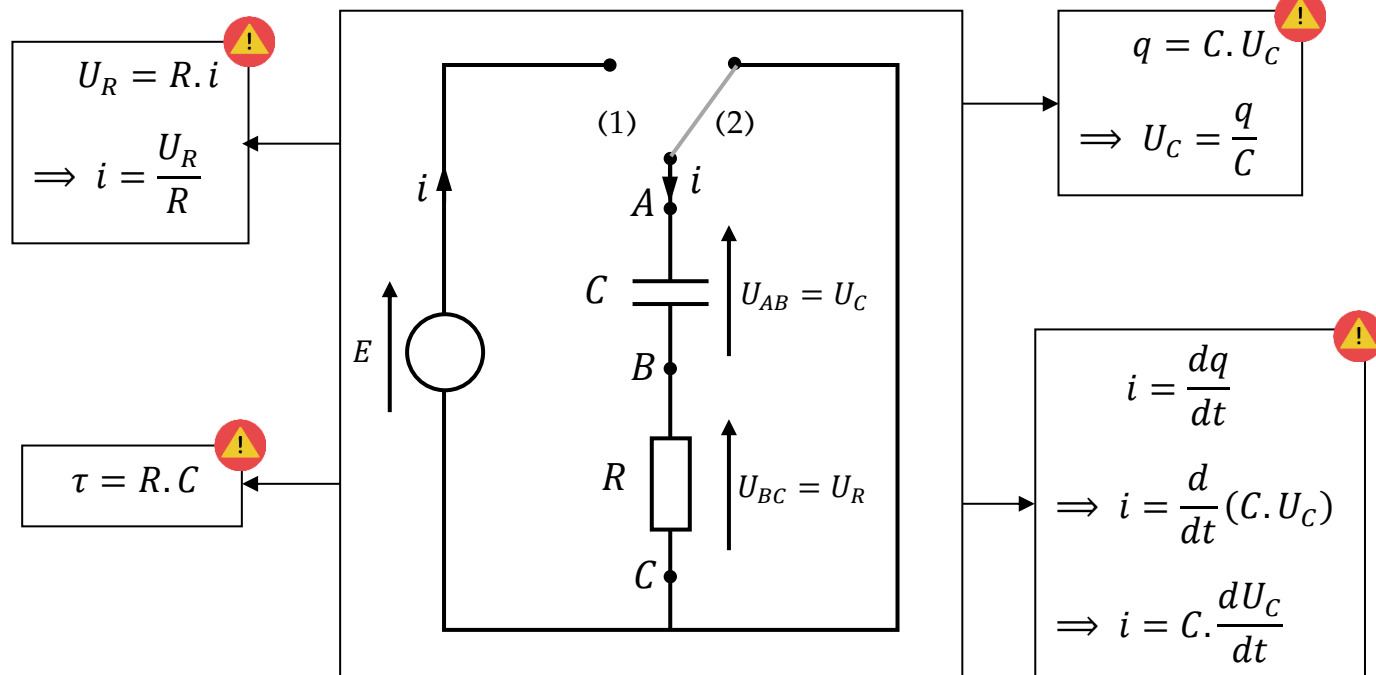 U_R = R.i
⟹ i = U_R/R
τ = R.C
(1)
(2)
i
i
A
C
U_AB = U_C
E
B
R
U_BC = U_R
C
q = C.U_C
⟹ U_C = q/C
i = dq/dt
⟹ i = d/dt (C.U_C)
⟹ i = C.dU_C/dt